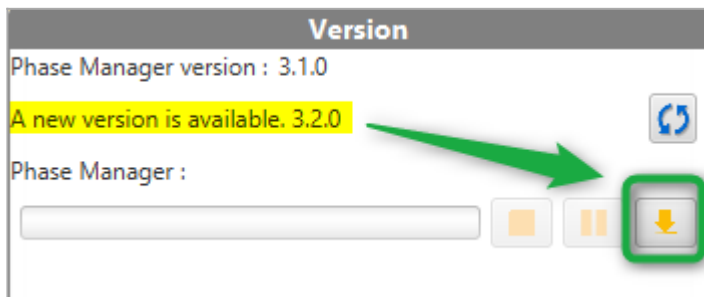 Version
Phase Manager version : 3.1.0
A new version is available. 3.2.0
Phase Manager :